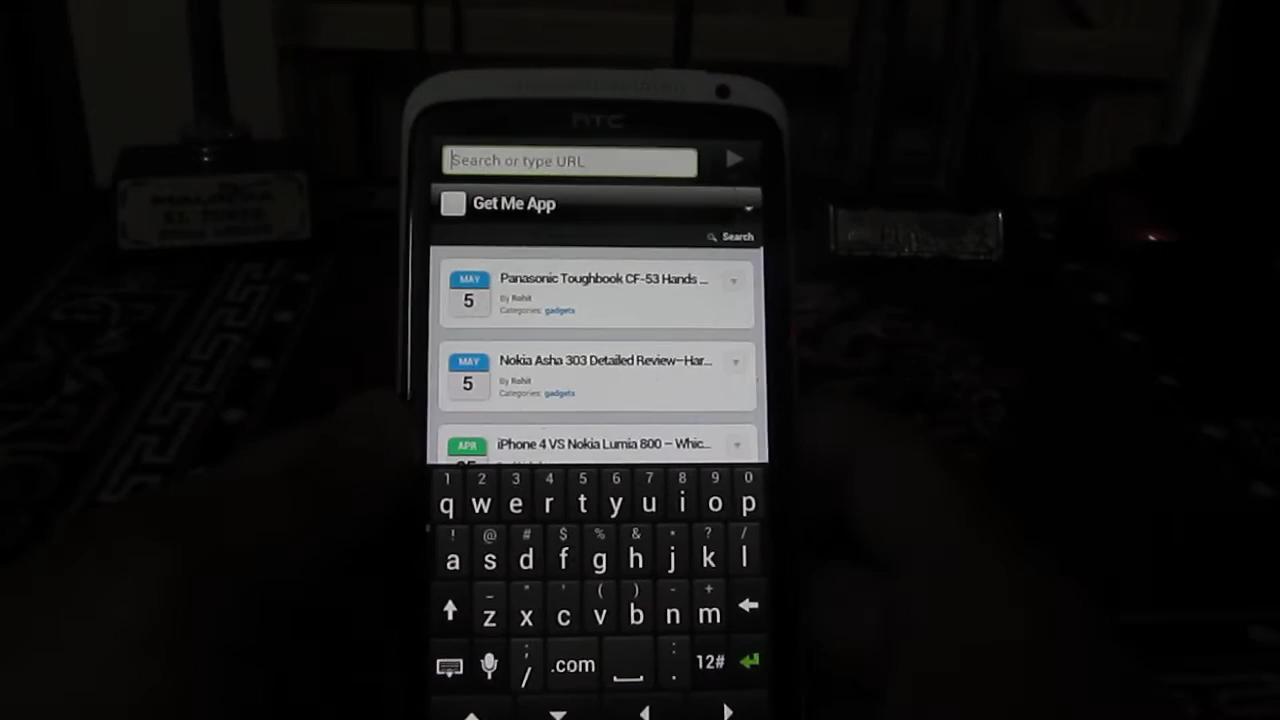 hTC
Search or type URL
Get Me App
Search
MAY
5
Panasonic Toughbook CF-53 Hands ...
By Rohit
Categories: gadgets
MAY
5
Nokia Asha 303 Detailed Review–Har...
By Rohit
Categories: gadgets
APR
iPhone 4 VS Nokia Lumia 800 – Whic...
1 2 3 4 5 6 7 8 9 0
q w e r t y u i o p
! @ # $ % & * ? /
a s d f g h j k l
_ " ' ( ) - +
z x c v b n m
; :
/ .com . 12#